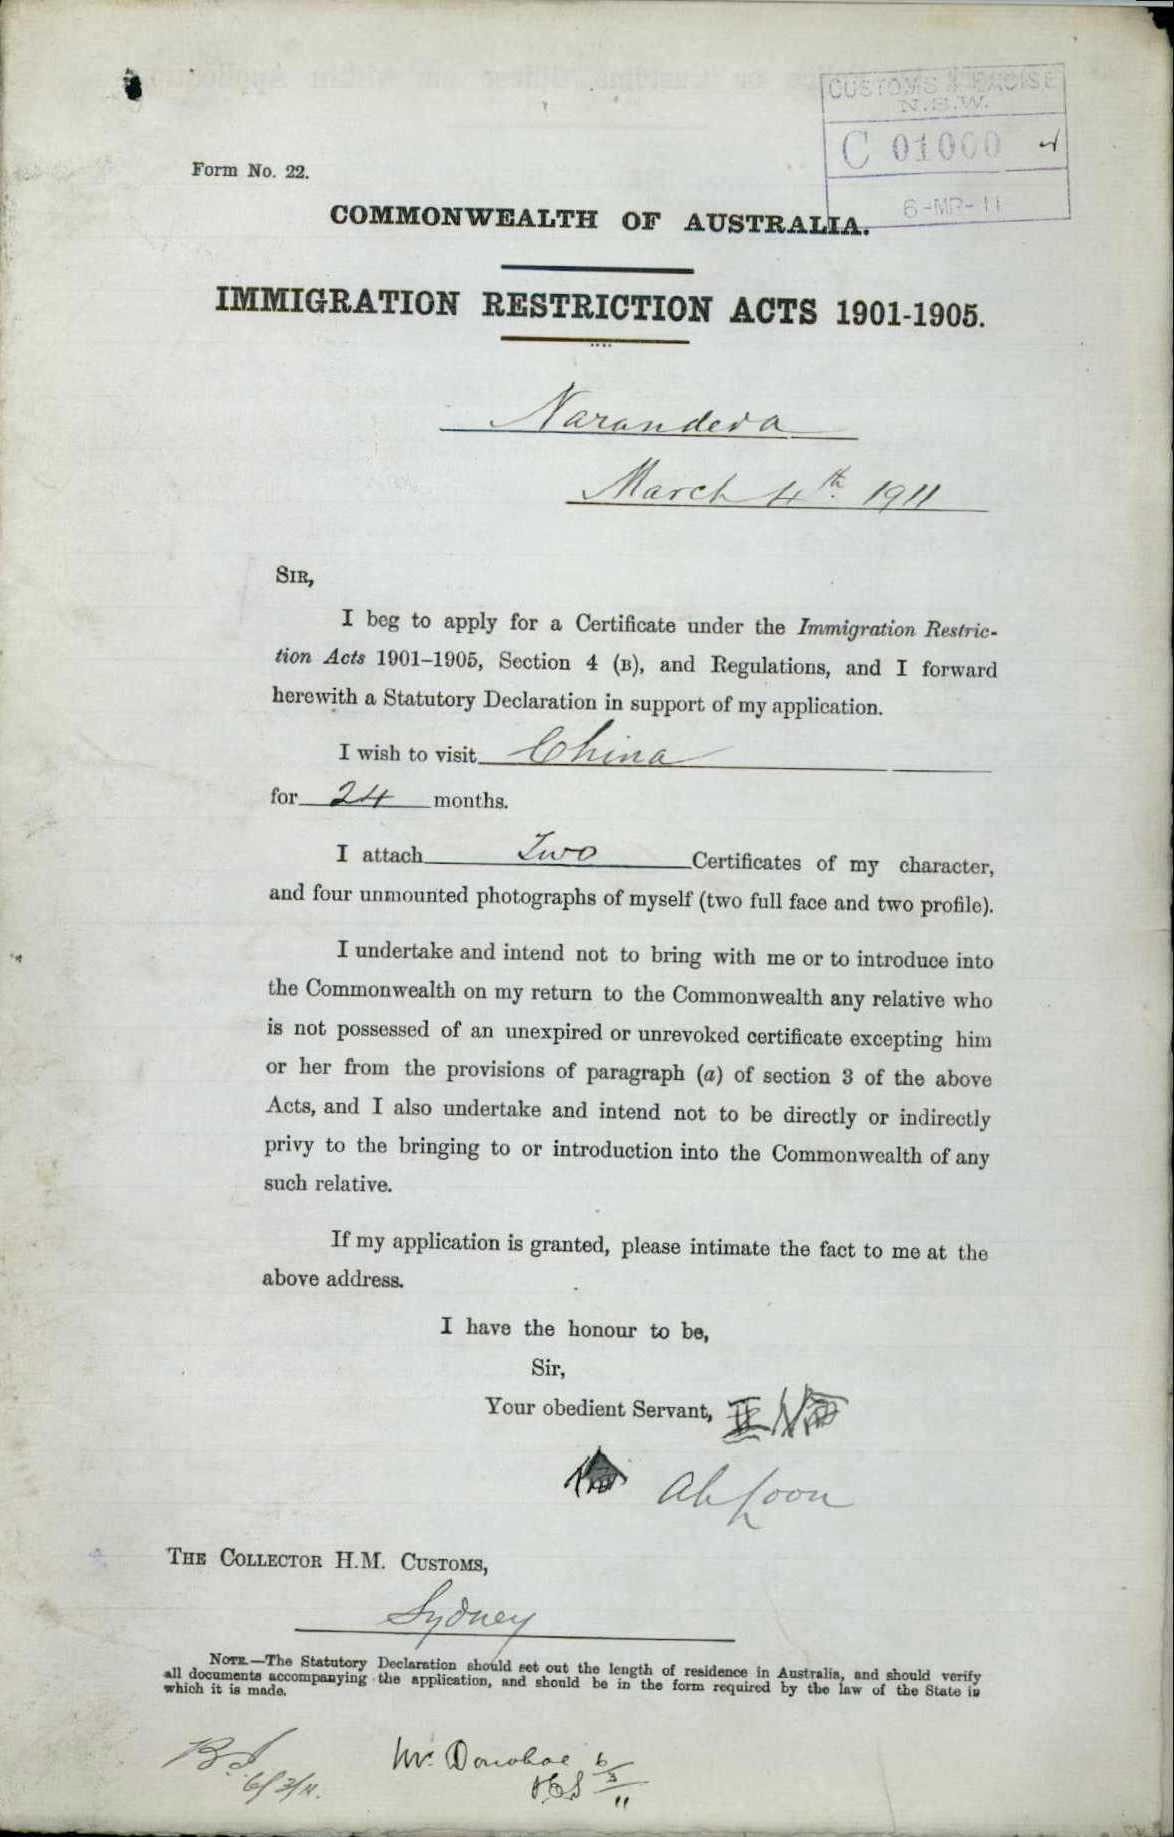 CUSTOMS & EXCISE
N.S.W.
C 01000 4
6-MR-11
Form No. 22.
COMMONWEALTH OF AUSTRALIA.
IMMIGRATION RESTRICTION ACTS 1901-1905.
Narandera
March 4th. 1911
SIR,
I beg to apply for a Certificate under the Immigration Restric-
tion Acts 1901–1905, Section 4 (B), and Regulations, and I forward
herewith a Statutory Declaration in support of my application.
I wish to visit China
for 24 months.
I attach Two Certificates of my character,
and four unmounted photographs of myself (two full face and two profile).
I undertake and intend not to bring with me or to introduce into
the Commonwealth on my return to the Commonwealth any relative who
is not possessed of an unexpired or unrevoked certificate excepting him
or her from the provisions of paragraph (a) of section 3 of the above
Acts, and I also undertake and intend not to be directly or indirectly
privy to the bringing to or introduction into the Commonwealth of any
such relative.
If my application is granted, please intimate the fact to me at the
above address.
I have the honour to be,
Sir,
Your obedient Servant,
Ah
THE COLLECTOR H.M. CUSTOMS,
Sydney
NOTE.—The Statutory Declaration should set out the length of residence in Australia, and should verify
all documents accompanying the application, and should be in the form required by the law of the State in
which it is made.
6/3/11.
Mr. Donohoe 6/3/11